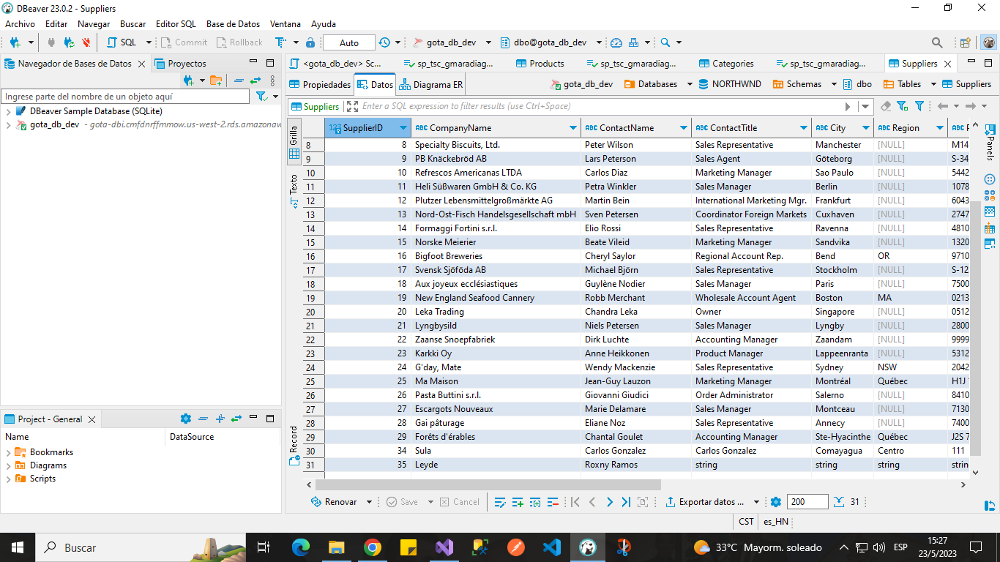 DBeaver 23.0.2 - Suppliers
Archivo Editar Navegar Buscar Editor SQL Base de Datos Ventana Ayuda
SQL Commit Rollback T Auto gota_db_dev dbo@gota_db_dev
Navegador de Bases de Datos Proyectos
<gota_db_dev> Sc... sp_tsc_gmaradiag... Products sp_tsc_gmaradiag... Categories sp_tsc_gmaradiag... Suppliers
Propiedades Datos Diagrama ER gota_db_dev Databases NORTHWND Schemas dbo Tables Suppliers
Ingrese parte del nombre de un objeto aquí
DBeaver Sample Database (SQLite)
gota_db_dev - gota-dbi.cmfdnrffmmow.us-west-2.rds.amazonaw
Suppliers Enter a SQL expression to filter results (use Ctrl+Space)
Grilla
Texto
Record
Panels
123 SupplierID ABC CompanyName ABC ContactName ABC ContactTitle ABC City ABC Region ABC P
8 8 Specialty Biscuits, Ltd. Peter Wilson Sales Representative Manchester [NULL] M14
9 9 PB Knäckebröd AB Lars Peterson Sales Agent Göteborg [NULL] S-34
10 10 Refrescos Americanas LTDA Carlos Diaz Marketing Manager Sao Paulo [NULL] 5442
11 11 Heli Süßwaren GmbH & Co. KG Petra Winkler Sales Manager Berlin [NULL] 1078
12 12 Plutzer Lebensmittelgroßmärkte AG Martin Bein International Marketing Mgr. Frankfurt [NULL] 6043
13 13 Nord-Ost-Fisch Handelsgesellschaft mbH Sven Petersen Coordinator Foreign Markets Cuxhaven [NULL] 2747
14 14 Formaggi Fortini s.r.l. Elio Rossi Sales Representative Ravenna [NULL] 4810
15 15 Norske Meierier Beate Vileid Marketing Manager Sandvika [NULL] 1320
16 16 Bigfoot Breweries Cheryl Saylor Regional Account Rep. Bend OR 9710
17 17 Svensk Sjöföda AB Michael Björn Sales Representative Stockholm [NULL] S-12
18 18 Aux joyeux ecclésiastiques Guylène Nodier Sales Manager Paris [NULL] 7500
19 19 New England Seafood Cannery Robb Merchant Wholesale Account Agent Boston MA 0213
20 20 Leka Trading Chandra Leka Owner Singapore [NULL] 0512
21 21 Lyngbysild Niels Petersen Sales Manager Lyngby [NULL] 2800
22 22 Zaanse Snoepfabriek Dirk Luchte Accounting Manager Zaandam [NULL] 9999
23 23 Karkki Oy Anne Heikkonen Product Manager Lappeenranta [NULL] 5312
24 24 G'day, Mate Wendy Mackenzie Sales Representative Sydney NSW 2042
25 25 Ma Maison Jean-Guy Lauzon Marketing Manager Montréal Québec H1J
26 26 Pasta Buttini s.r.l. Giovanni Giudici Order Administrator Salerno [NULL] 8410
27 27 Escargots Nouveaux Marie Delamare Sales Manager Montceau [NULL] 7130
28 28 Gai pâturage Eliane Noz Sales Representative Annecy [NULL] 7400
29 29 Forêts d'érables Chantal Goulet Accounting Manager Ste-Hyacinthe Québec J2S 7
30 34 Sula Carlos Gonzalez Carlos Gonzalez Comayagua Centro 111
31 35 Leyde Roxny Ramos string string string strin
Project - General
Name DataSource
Bookmarks
Diagrams
Scripts
Renovar Save Cancel Exportar datos ... 200 31
CST es_HN
Buscar 33°C Mayorm. soleado ESP 15:27
23/5/2023